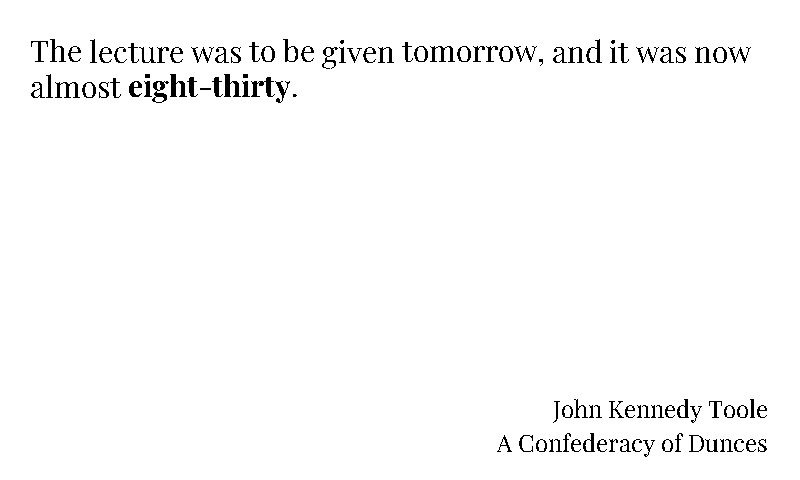 The lecture was to be given tomorrow, and it was now
almost eight-thirty.
John Kennedy Toole
A Confederacy of Dunces